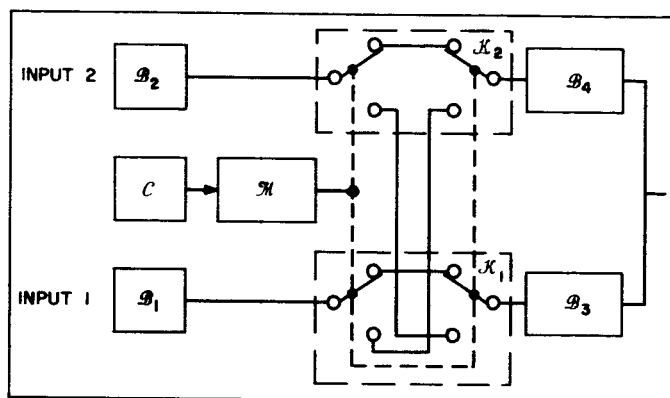 INPUT 2
ℬ₂
𝒦₂
ℬ₄
𝒞
ℳ
INPUT 1
ℬ₁
𝒦₁
ℬ₃